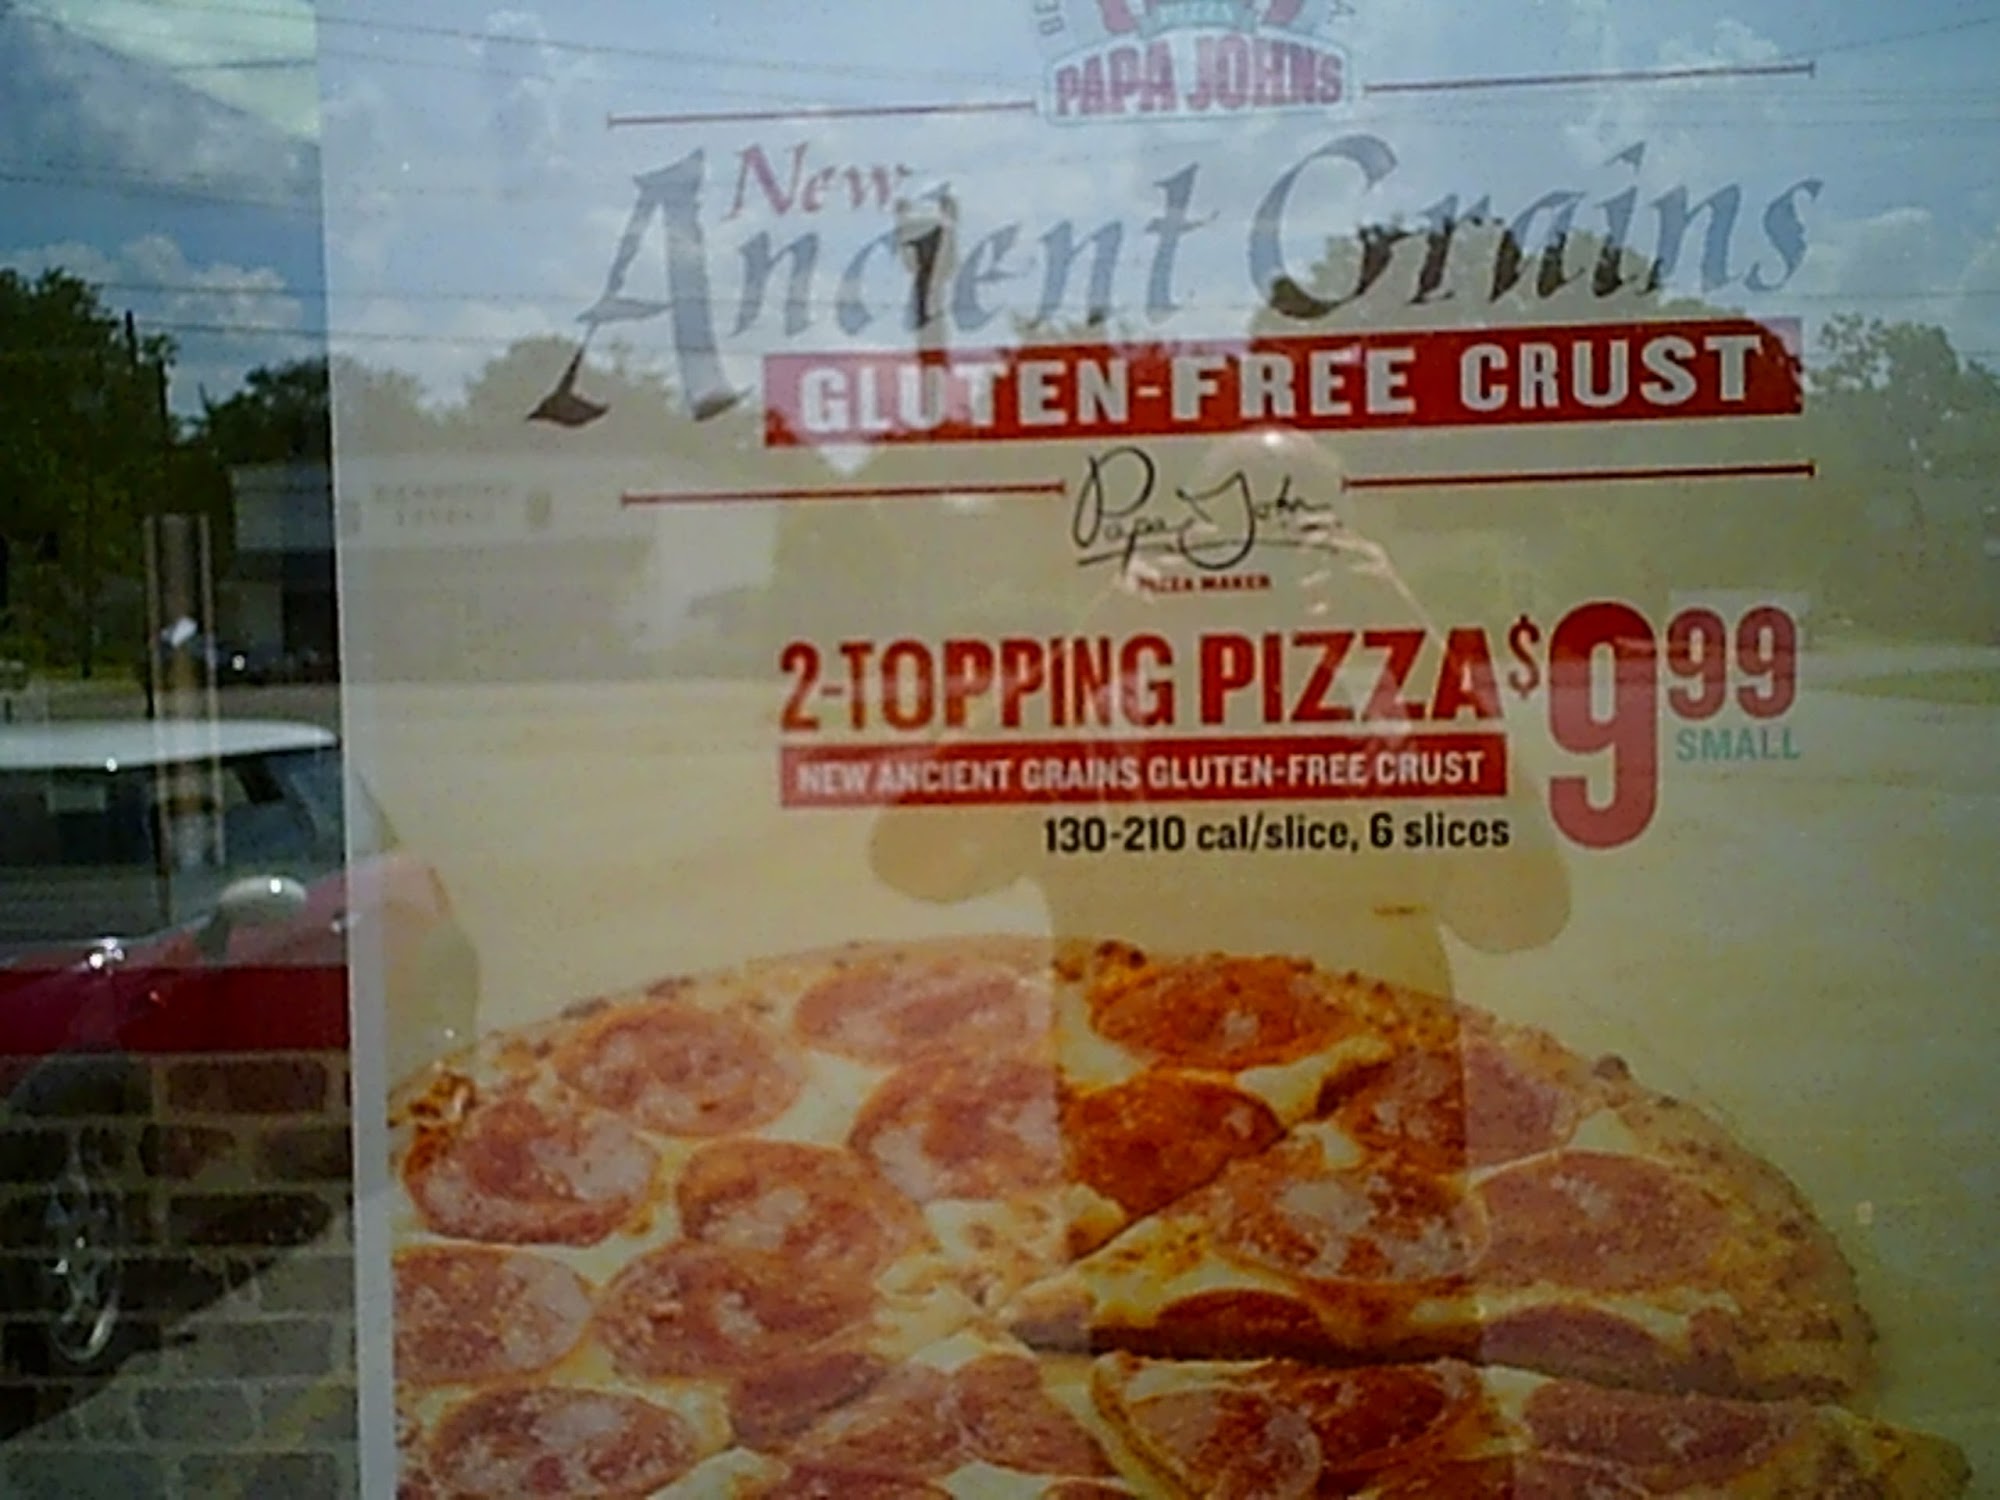 PIZZA
PAPA JOHNS
New
Ancient Grains
GLUTEN-FREE CRUST
Papa John
PIZZA MAKER
2-TOPPING PIZZA $9.99
SMALL
NEW ANCIENT GRAINS GLUTEN-FREE CRUST
130-210 cal/slice, 6 slices